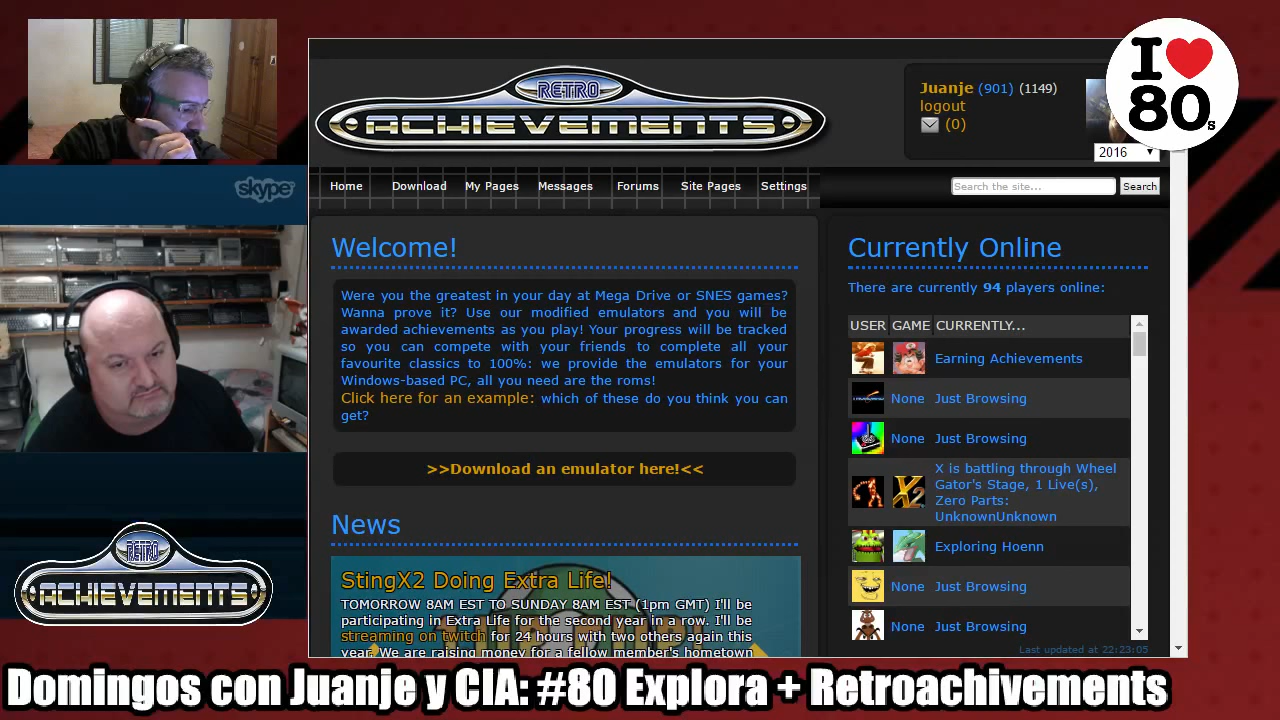 RETRO
ACHIEVEMENTS
Juanje (901) (1149)
logout
(0)
2016
I
80s
skype
Home
Download
My Pages
Messages
Forums
Site Pages
Settings
Search the site...
Search
Welcome!
Were you the greatest in your day at Mega Drive or SNES games?
Wanna prove it? Use our modified emulators and you will be
awarded achievements as you play! Your progress will be tracked
so you can compete with your friends to complete all your
favourite classics to 100%: we provide the emulators for your
Windows-based PC, all you need are the roms!
Click here for an example: which of these do you think you can
get?
>>Download an emulator here!<<
News
StingX2 Doing Extra Life!
TOMORROW 8AM EST TO SUNDAY 8AM EST (1pm GMT) I'll be
participating in Extra Life for the second year in a row. I'll be
streaming on twitch for 24 hours with two others again this
year. We are raising money for a fellow member's hometown
Currently Online
There are currently 94 players online:
USER GAME CURRENTLY...
Earning Achievements
None Just Browsing
None Just Browsing
X is battling through Wheel
Gator's Stage, 1 Live(s),
Zero Parts:
UnknownUnknown
X2
Exploring Hoenn
None Just Browsing
None Just Browsing
Last updated at 22:23:05
RETRO
ACHIEVEMENTS
Domingos con Juanje y CIA: #80 Explora + Retroachivements